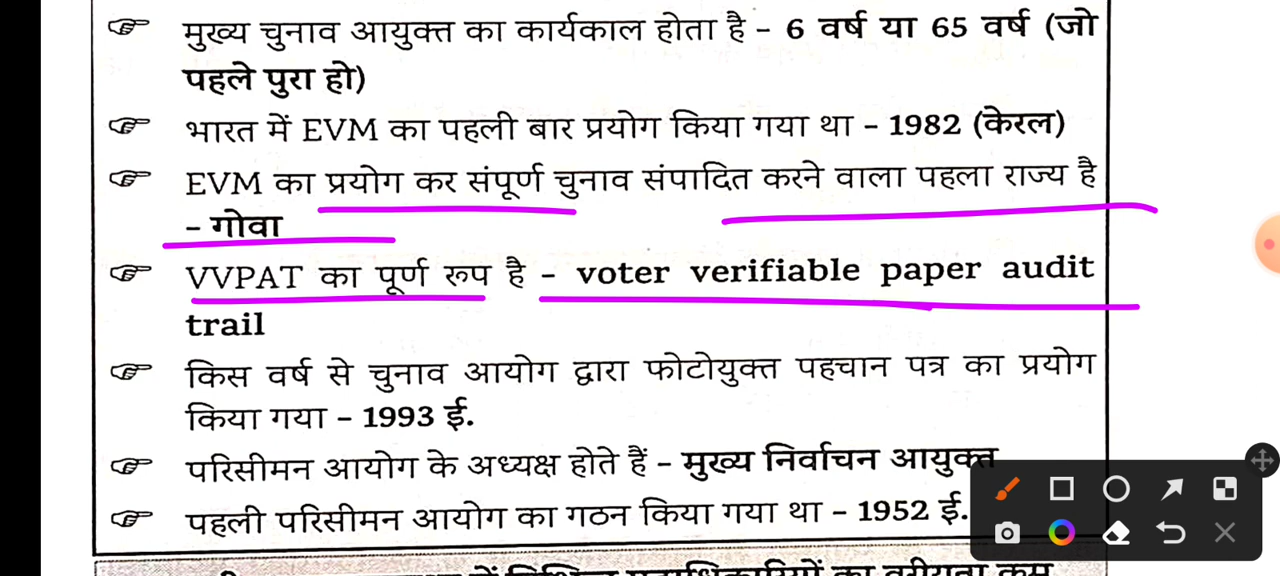 ☞ मुख्य चुनाव आयुक्त का कार्यकाल होता है – 6 वर्ष या 65 वर्ष (जो
पहले पुरा हो)
☞ भारत में EVM का पहली बार प्रयोग किया गया था – 1982 (केरल)
☞ EVM का प्रयोग कर संपूर्ण चुनाव संपादित करने वाला पहला राज्य है
– गोवा
☞ VVPAT का पूर्ण रूप है – voter verifiable paper audit
trail
☞ किस वर्ष से चुनाव आयोग द्वारा फोटोयुक्त पहचान पत्र का प्रयोग
किया गया – 1993 ई.
☞ परिसीमन आयोग के अध्यक्ष होते हैं – मुख्य निर्वाचन आयुक्त
☞ पहली परिसीमन आयोग का गठन किया गया था – 1952 ई.